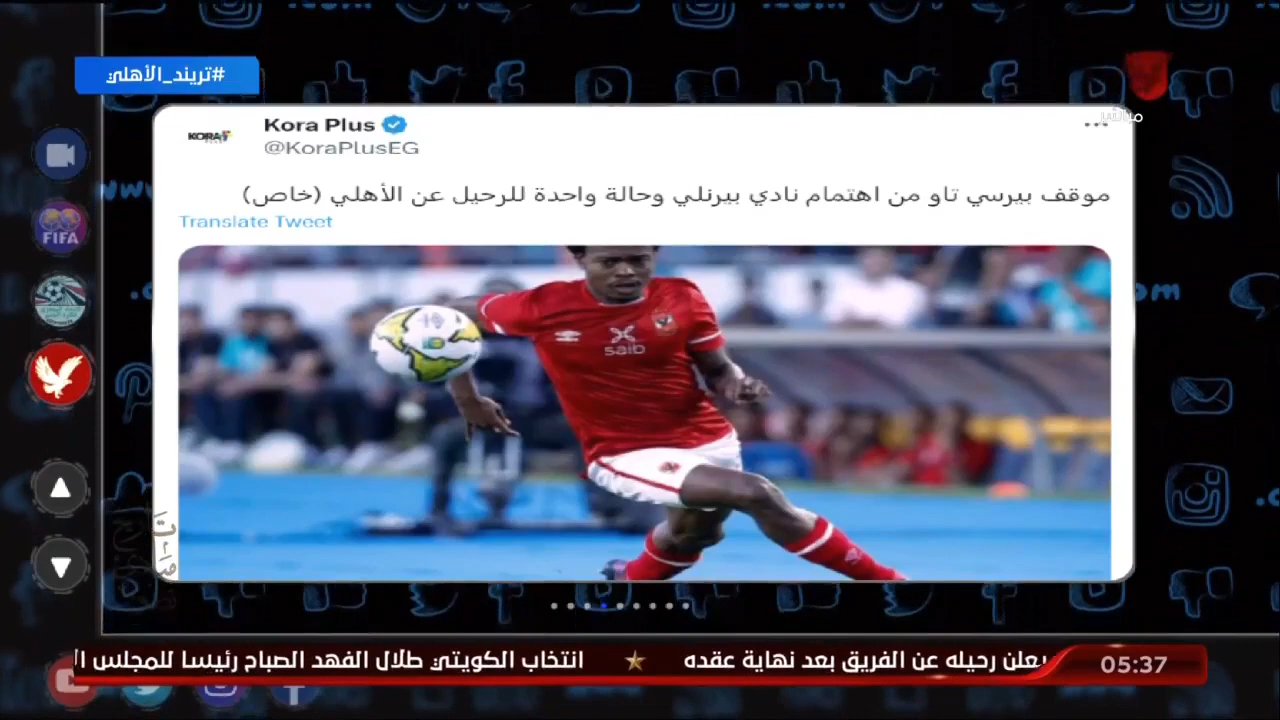 #تريند_الأهلي
مباشر
KORA
Kora Plus
@KoraPlusEG
موقف بيرسي تاو من اهتمام نادي بيرنلي وحالة واحدة للرحيل عن الأهلي (خاص)
Translate Tweet
saib
FIFA
يعلن رحيله عن الفريق بعد نهاية عقده
انتخاب الكويتي طلال الفهد الصباح رئيسا للمجلس ال
05:37